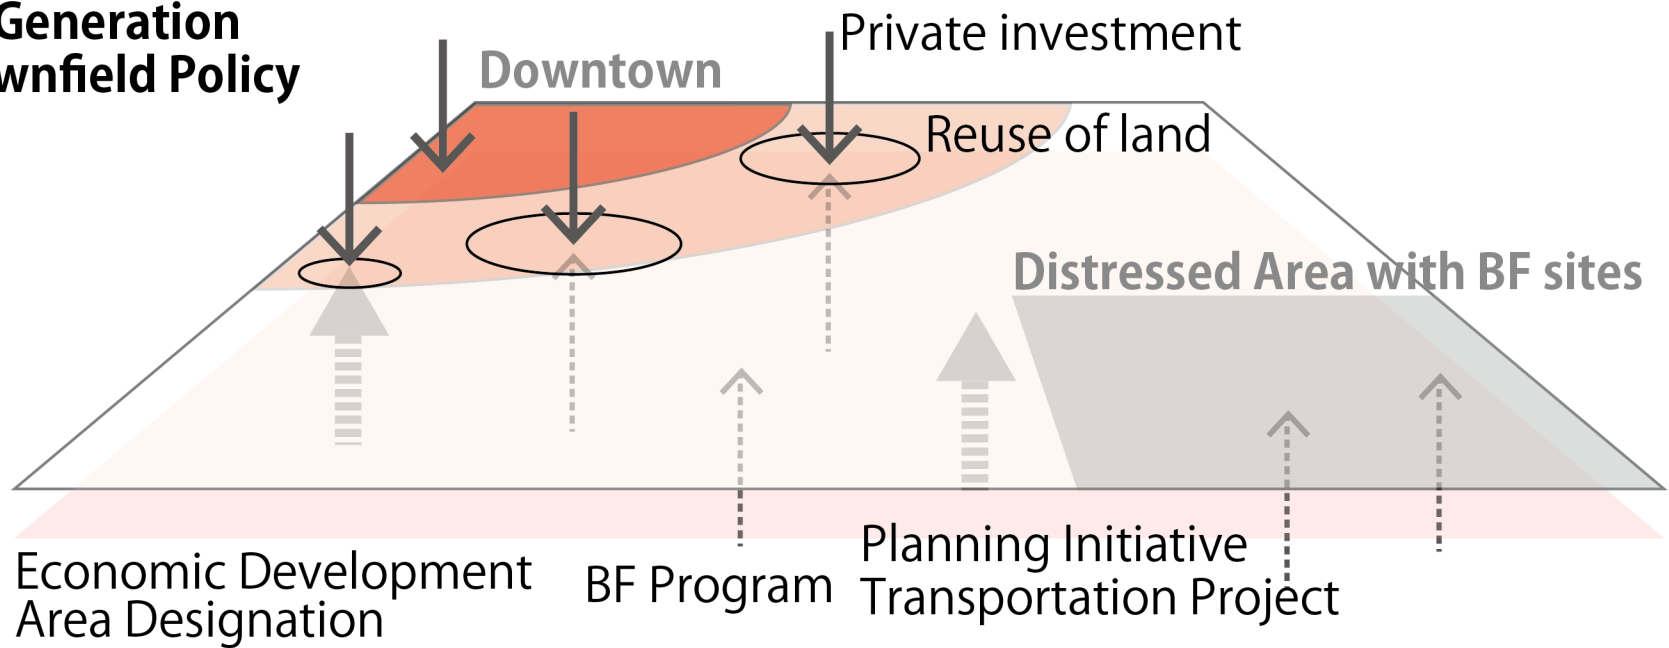 Generation
wnfield Policy
Downtown
Private investment
Reuse of land
Distressed Area with BF sites
Economic Development
Area Designation
BF Program
Planning Initiative
Transportation Project